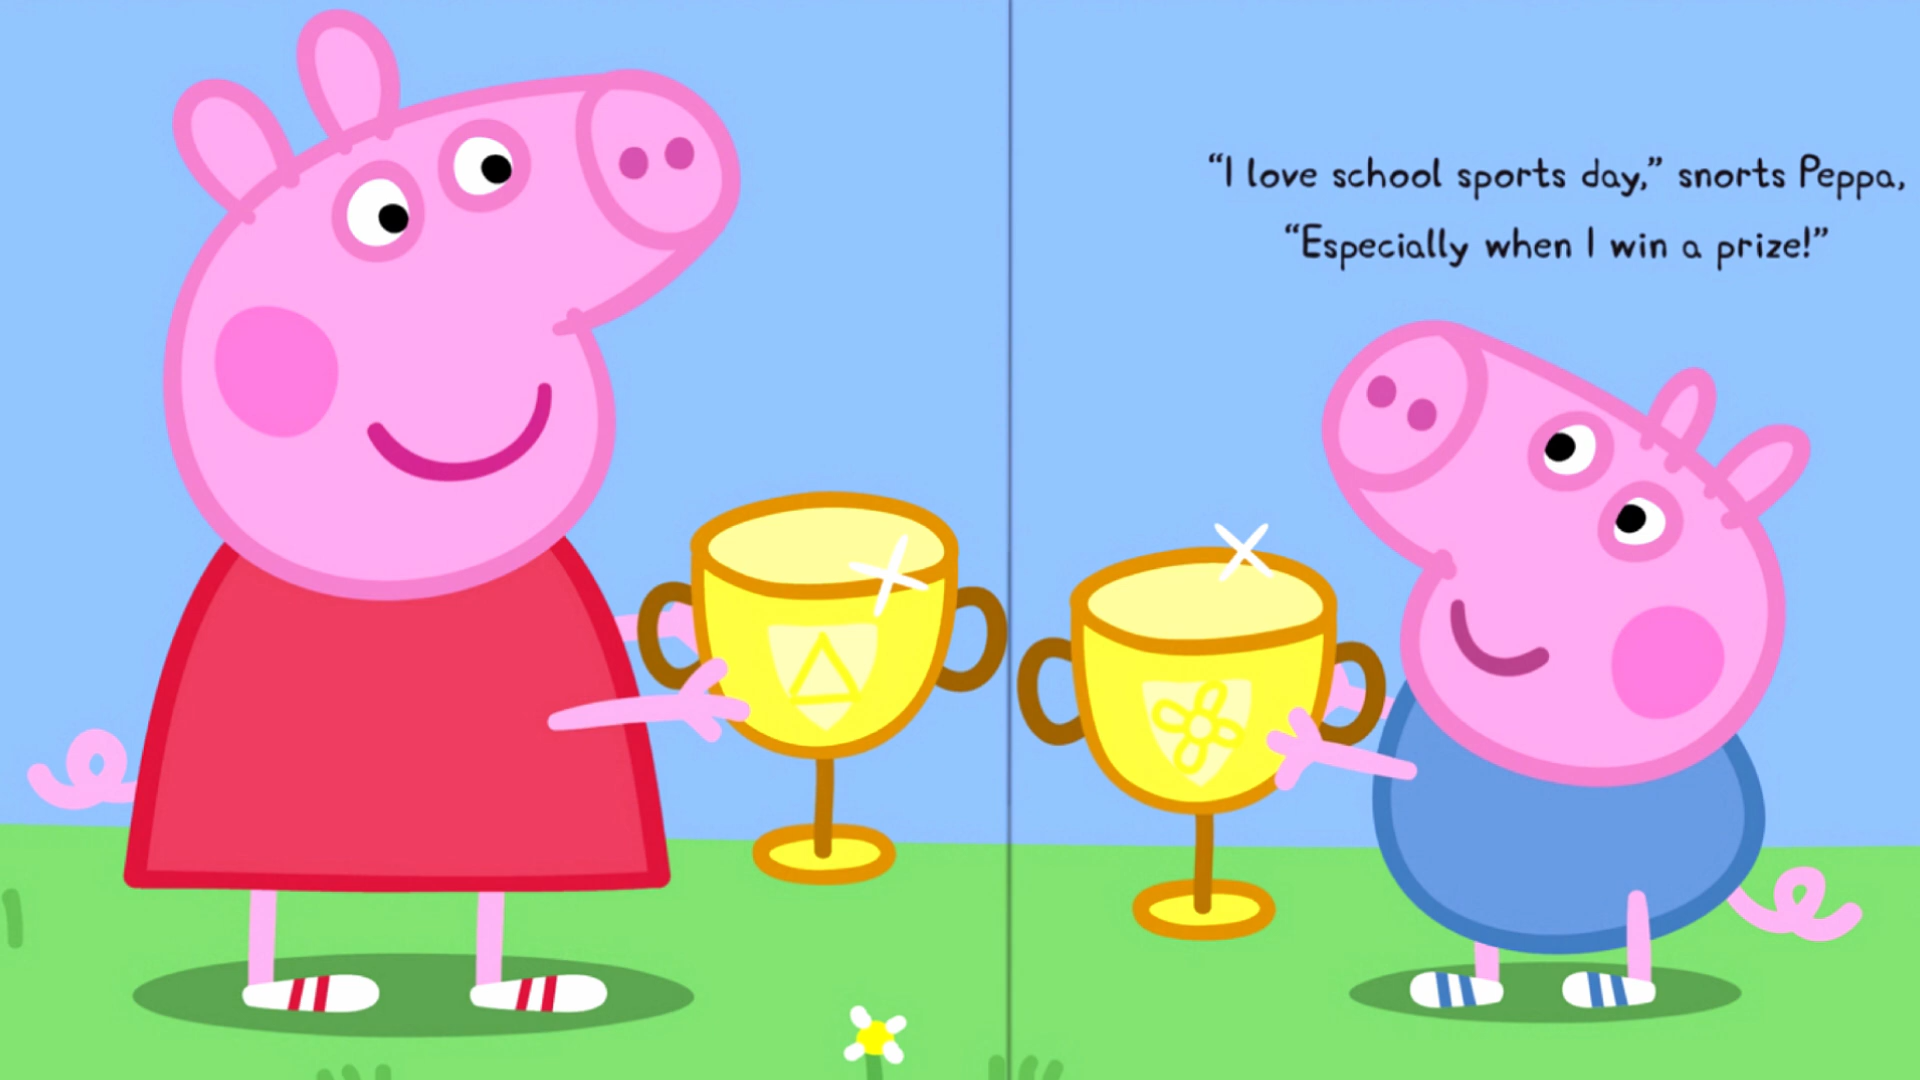 “I love school sports day,” snorts Peppa,
“Especially when I win a prize!”